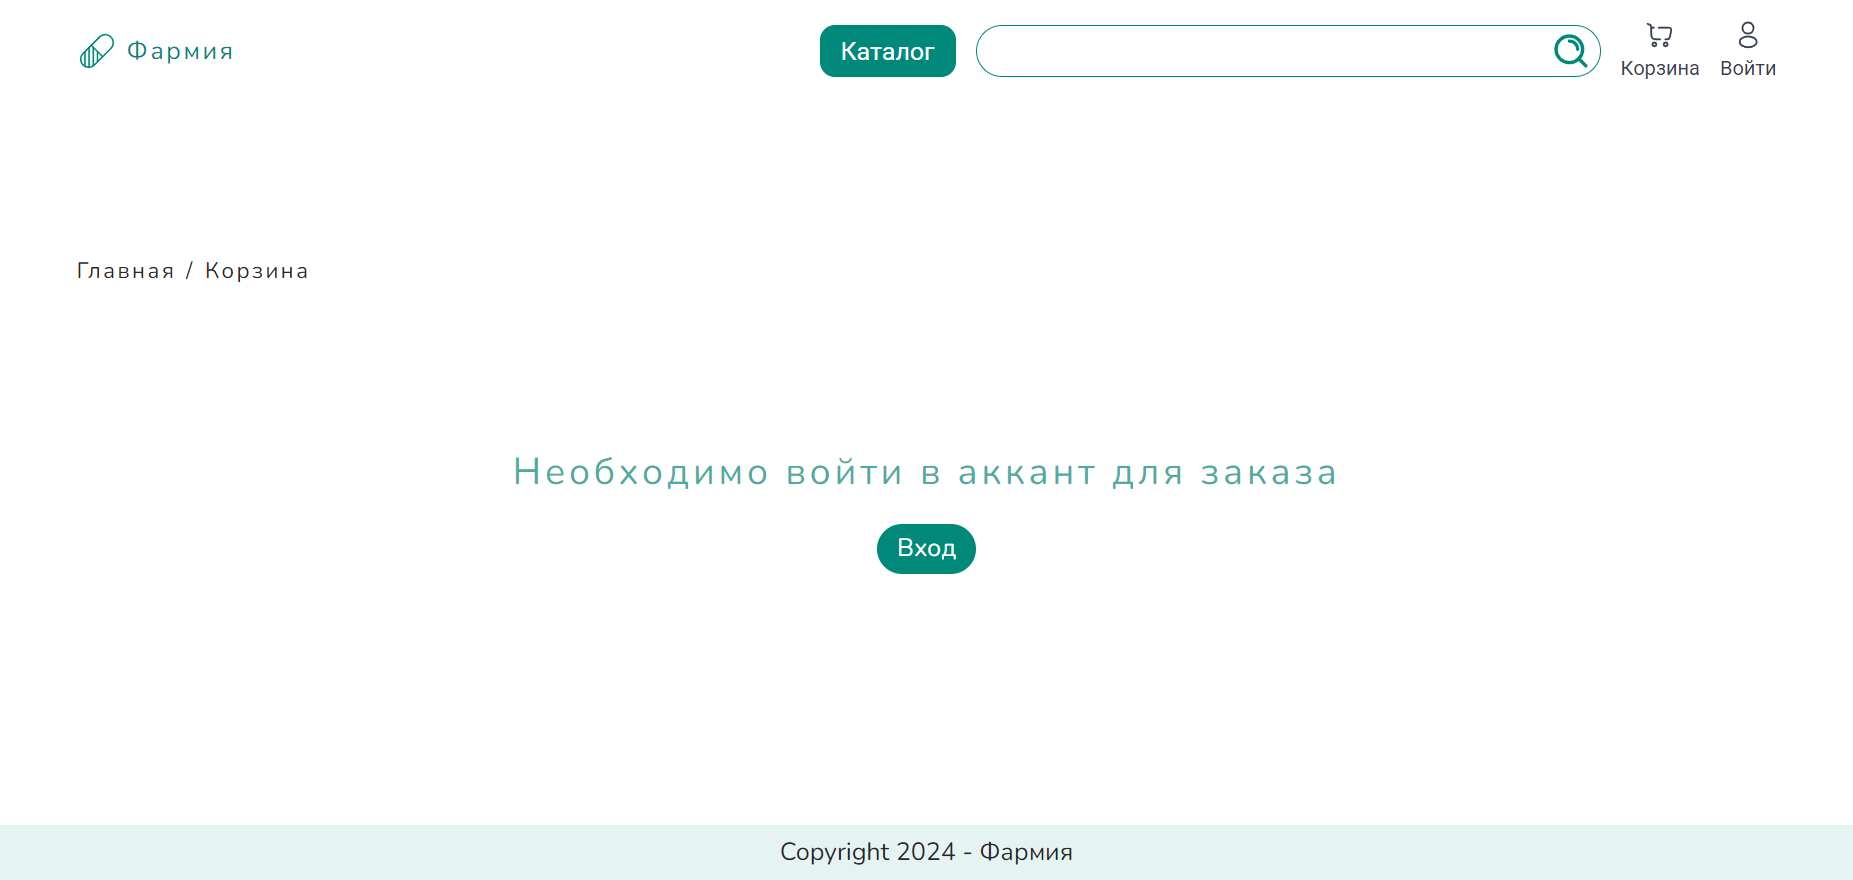 Фармия
Каталог
Корзина
Войти
Главная / Корзина
Необходимо войти в аккант для заказа
Вход
Copyright 2024 - Фармия